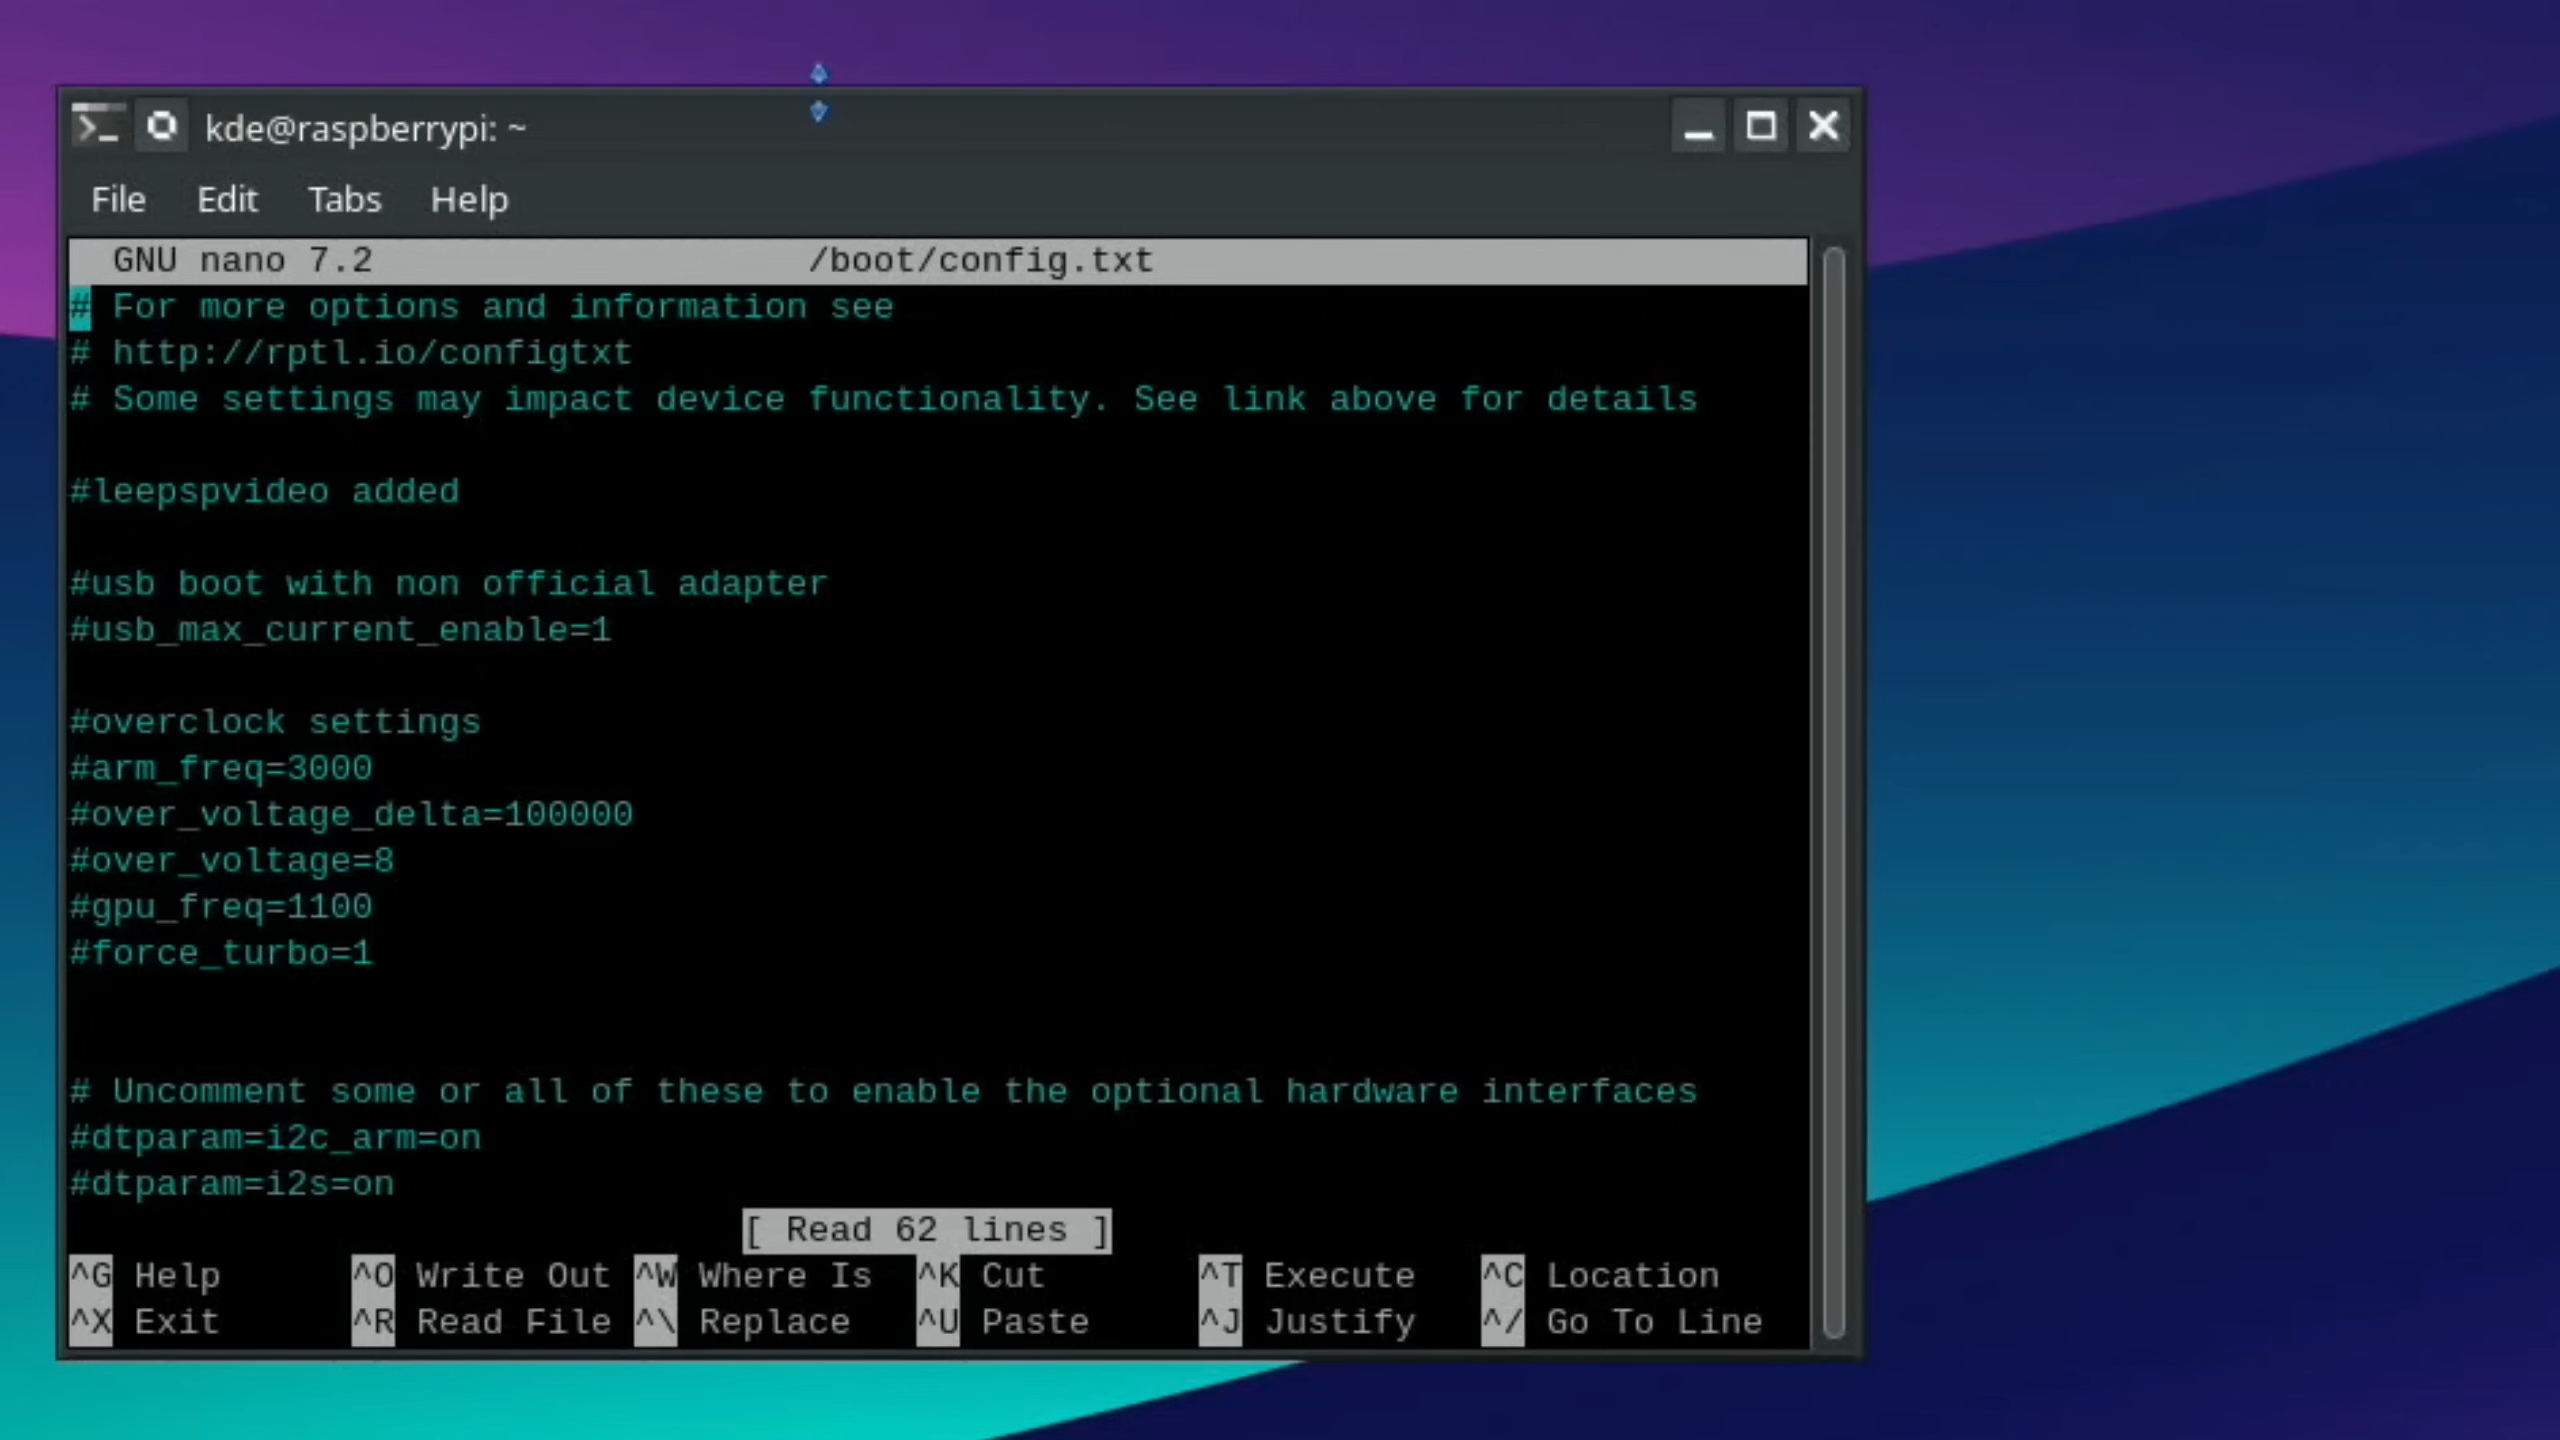 kde@raspberrypi: ~
File Edit Tabs Help
GNU nano 7.2 /boot/config.txt
# For more options and information see
# http://rptl.io/configtxt
# Some settings may impact device functionality. See link above for details
#leepspvideo added
#usb boot with non official adapter
#usb_max_current_enable=1
#overclock settings
#arm_freq=3000
#over_voltage_delta=100000
#over_voltage=8
#gpu_freq=1100
#force_turbo=1
# Uncomment some or all of these to enable the optional hardware interfaces
#dtparam=i2c_arm=on
#dtparam=i2s=on
[ Read 62 lines ]
^G Help ^O Write Out ^W Where Is ^K Cut ^T Execute ^C Location
^X Exit ^R Read File ^\ Replace ^U Paste ^J Justify ^/ Go To Line